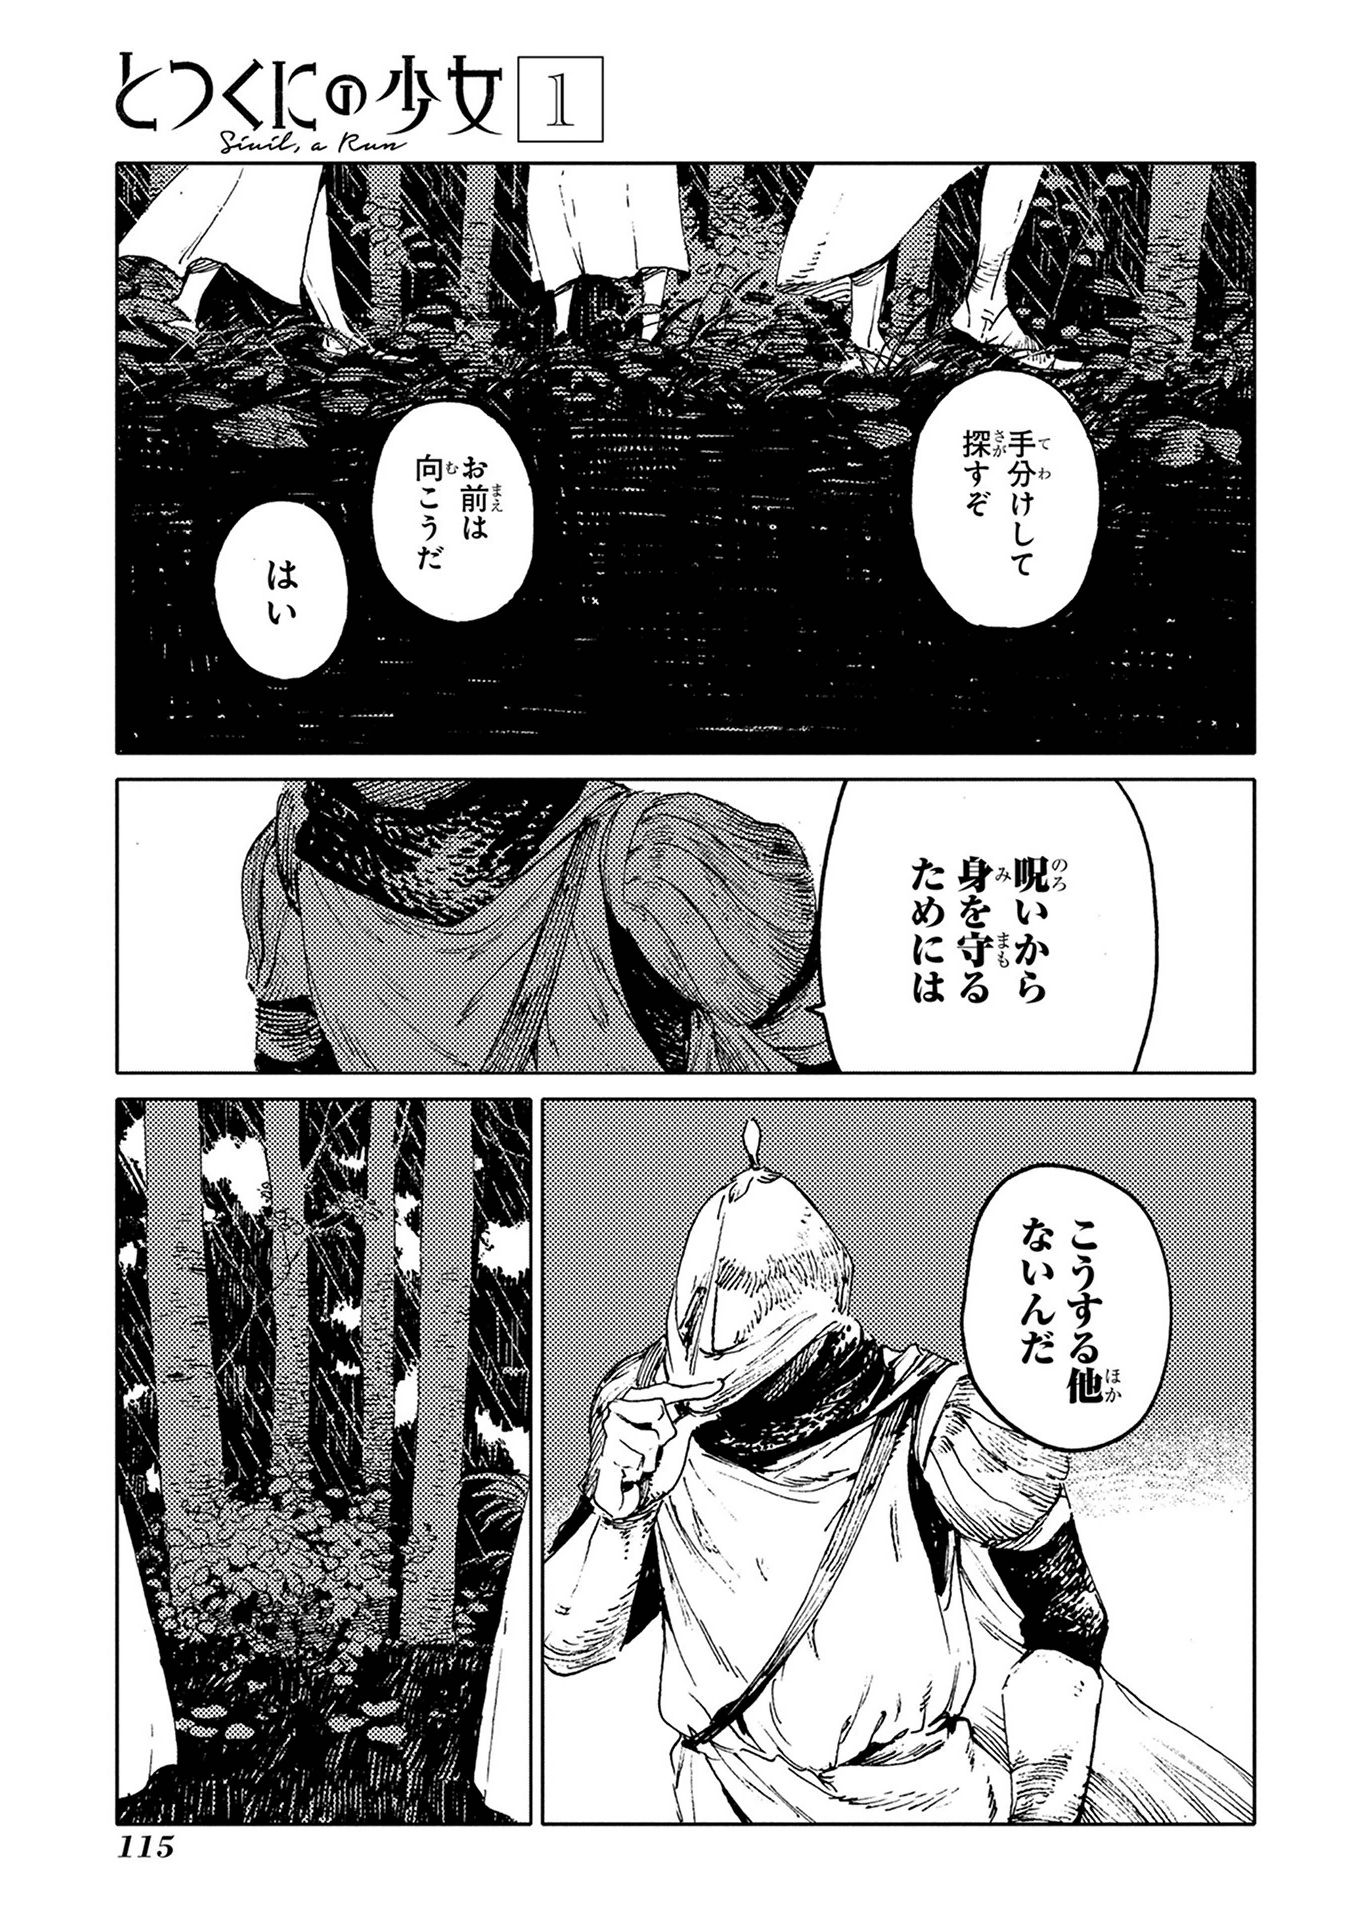 とつくにの少女 1
Siúil, a Rún
手分けして
探すぞ
お前は
向こうだ
はい
呪いから
身を守る
ためには
こうする他
ないんだ
115